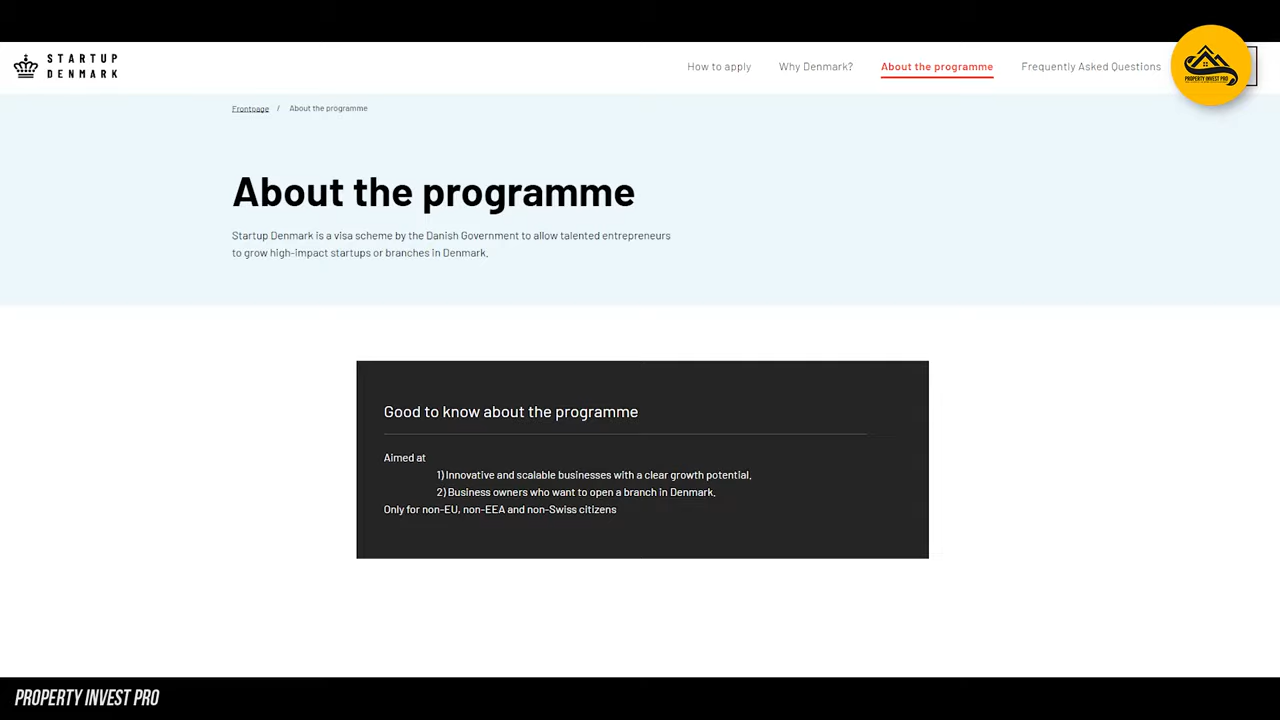 STARTUP
DENMARK
How to apply
Why Denmark?
About the programme
Frequently Asked Questions
PROPERTY INVEST PRO
Frontpage / About the programme
About the programme
Startup Denmark is a visa scheme by the Danish Government to allow talented entrepreneurs
to grow high-impact startups or branches in Denmark.
Good to know about the programme
Aimed at
1) Innovative and scalable businesses with a clear growth potential.
2) Business owners who want to open a branch in Denmark.
Only for non-EU, non-EEA and non-Swiss citizens
PROPERTY INVEST PRO